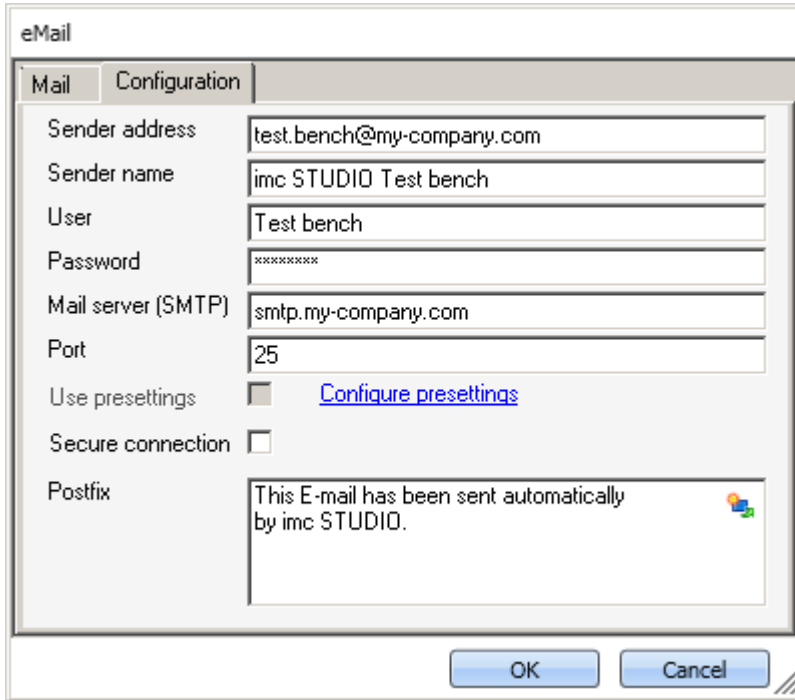 eMail
Mail Configuration
Sender address test.bench@my-company.com
Sender name imc STUDIO Test bench
User Test bench
Password ********
Mail server (SMTP) smtp.my-company.com
Port 25
Use presettings Configure presettings
Secure connection
Postfix This E-mail has been sent automatically
by imc STUDIO.
OK Cancel